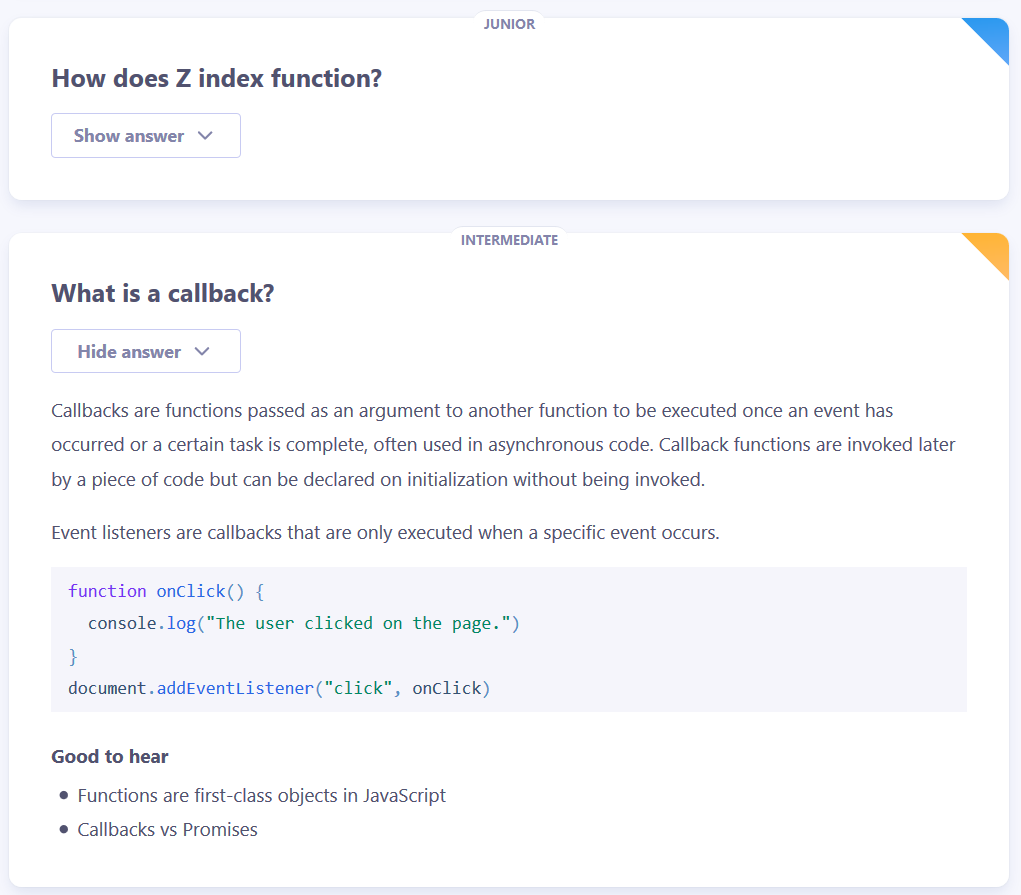 JUNIOR
How does Z index function?
Show answer
INTERMEDIATE
What is a callback?
Hide answer
Callbacks are functions passed as an argument to another function to be executed once an event has
occurred or a certain task is complete, often used in asynchronous code. Callback functions are invoked later
by a piece of code but can be declared on initialization without being invoked.
Event listeners are callbacks that are only executed when a specific event occurs.
function onClick() {
  console.log("The user clicked on the page.")
}
document.addEventListener("click", onClick)
Good to hear
• Functions are first-class objects in JavaScript
• Callbacks vs Promises